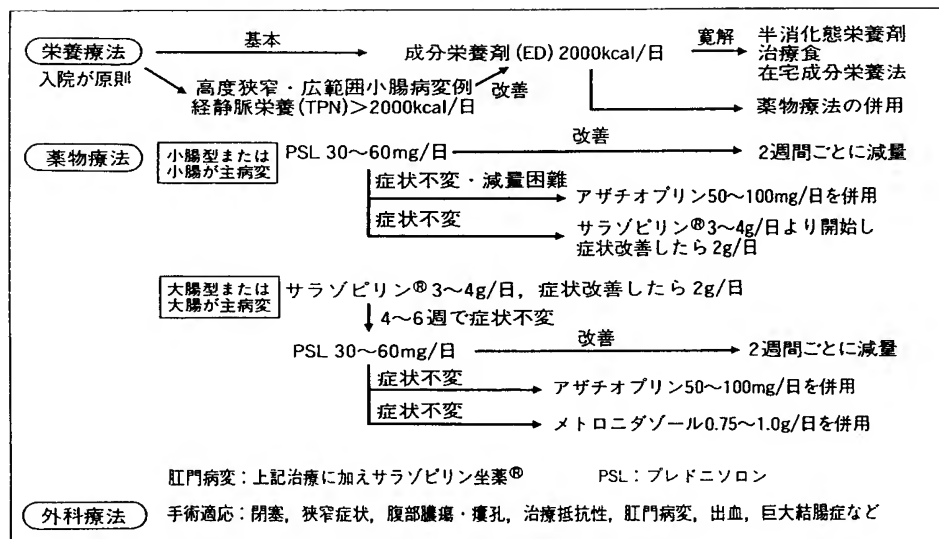 栄養療法
基本
成分栄養剤(ED)2000kcal/日
寛解
半消化態栄養剤
治療食
在宅成分栄養法
入院が原則
高度狭窄・広範囲小腸病変例
経静脈栄養(TPN)>2000kcal/日
改善
薬物療法の併用
薬物療法
小腸型または
小腸が主病変
PSL 30~60mg/日
改善
2週間ごとに減量
症状不変・減量困難
アザチオプリン50~100mg/日を併用
症状不変
サラゾピリン®3~4g/日より開始し
症状改善したら2g/日
大腸型または
大腸が主病変
サラゾピリン®3~4g/日,症状改善したら2g/日
4~6週で症状不変
PSL 30~60mg/日
改善
2週間ごとに減量
症状不変
アザチオプリン50~100mg/日を併用
症状不変
メトロニダゾール0.75~1.0g/日を併用
肛門病変:上記治療に加えサラゾピリン坐薬®
PSL:プレドニソロン
外科療法
手術適応:閉塞,狭窄症状,腹部膿瘍・瘻孔,治療抵抗性,肛門病変,出血,巨大結腸症など